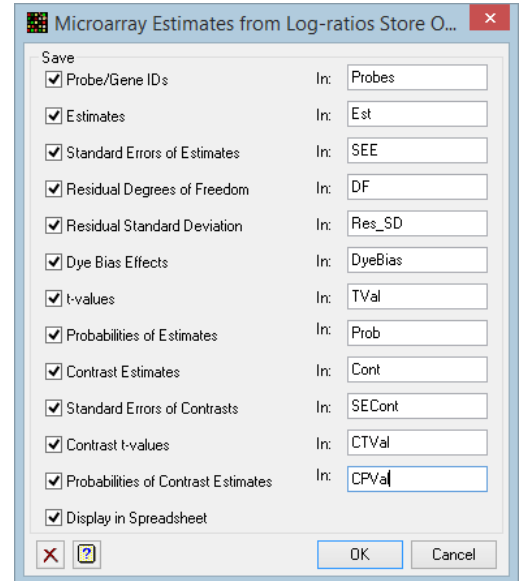 Microarray Estimates from Log-ratios Store O...
Save
Probe/Gene IDs In: Probes
Estimates In: Est
Standard Errors of Estimates In: SEE
Residual Degrees of Freedom In: DF
Residual Standard Deviation In: Res_SD
Dye Bias Effects In: DyeBias
t-values In: TVal
Probabilities of Estimates In: Prob
Contrast Estimates In: Cont
Standard Errors of Contrasts In: SECont
Contrast t-values In: CTVal
Probabilities of Contrast Estimates In: CPVal
Display in Spreadsheet
OK Cancel